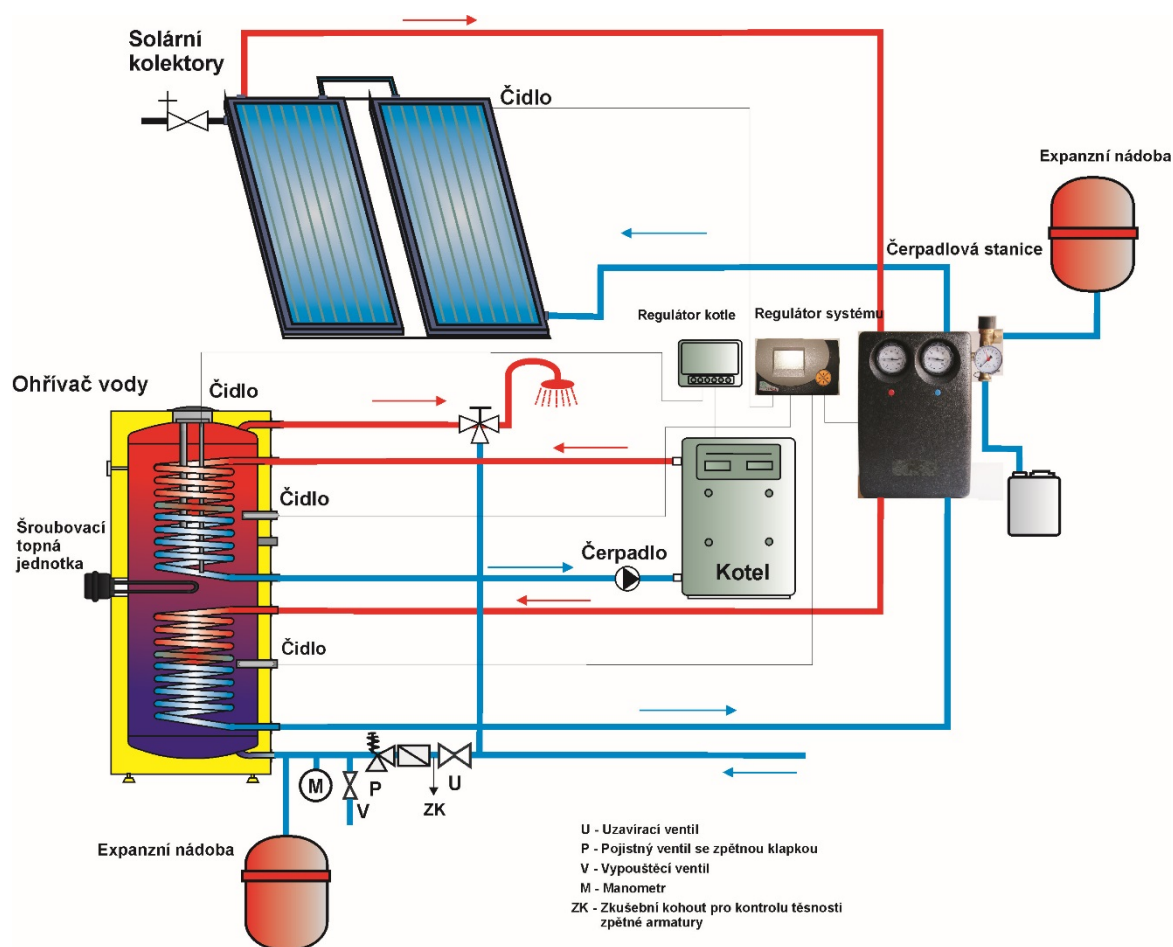 Solární
kolektory
Čidlo
Expanzní nádoba
Čerpadlová stanice
Regulátor kotle
Regulátor systému
Ohřívač vody
Čidlo
Čidlo
Šroubovací
topná
jednotka
Čerpadlo
Kotel
Čidlo
M
V
P
ZK
U
Expanzní nádoba
U - Uzavírací ventil
P - Pojistný ventil se zpětnou klapkou
V - Vypouštěcí ventil
M - Manometr
ZK - Zkušební kohout pro kontrolu těsnosti
zpětné armatury